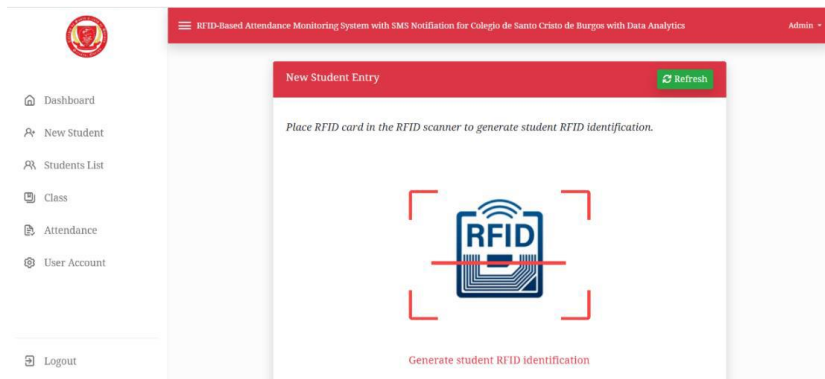 RFID-Based Attendance Monitoring System with SMS Notifiation for Colegio de Santo Cristo de Burgos with Data Analytics
Admin
New Student Entry
Refresh
Dashboard
New Student
Students List
Class
Attendance
User Account
Logout
Place RFID card in the RFID scanner to generate student RFID identification.
RFID
Generate student RFID identification